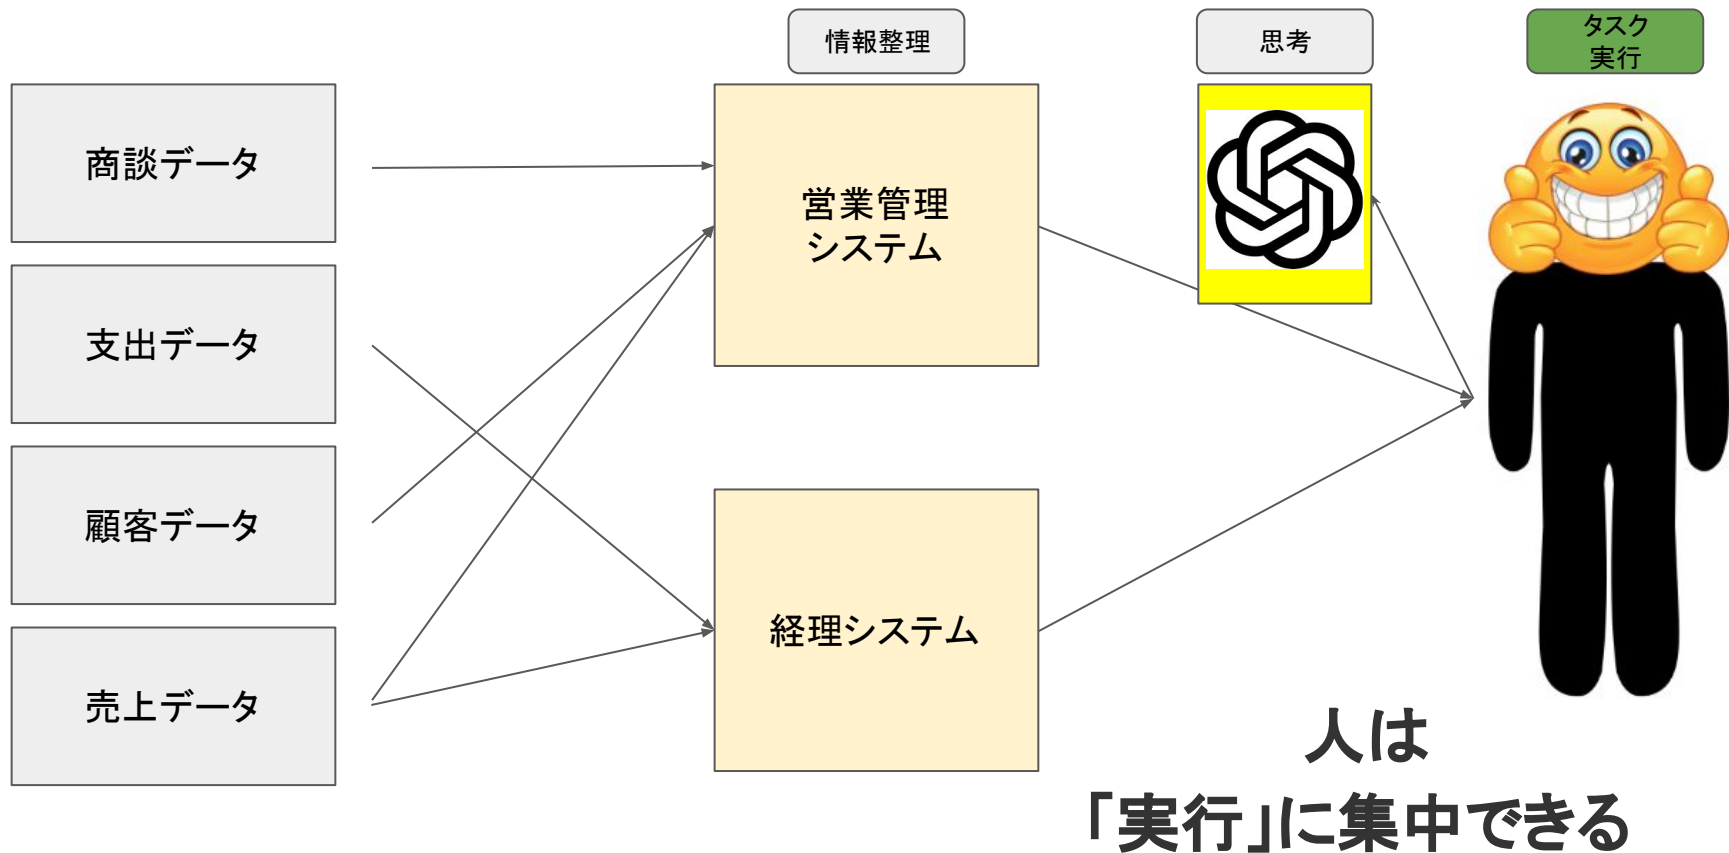 情報整理
思考
タスク
実行
商談データ
支出データ
顧客データ
売上データ
営業管理
システム
経理システム
人は
「実行」に集中できる